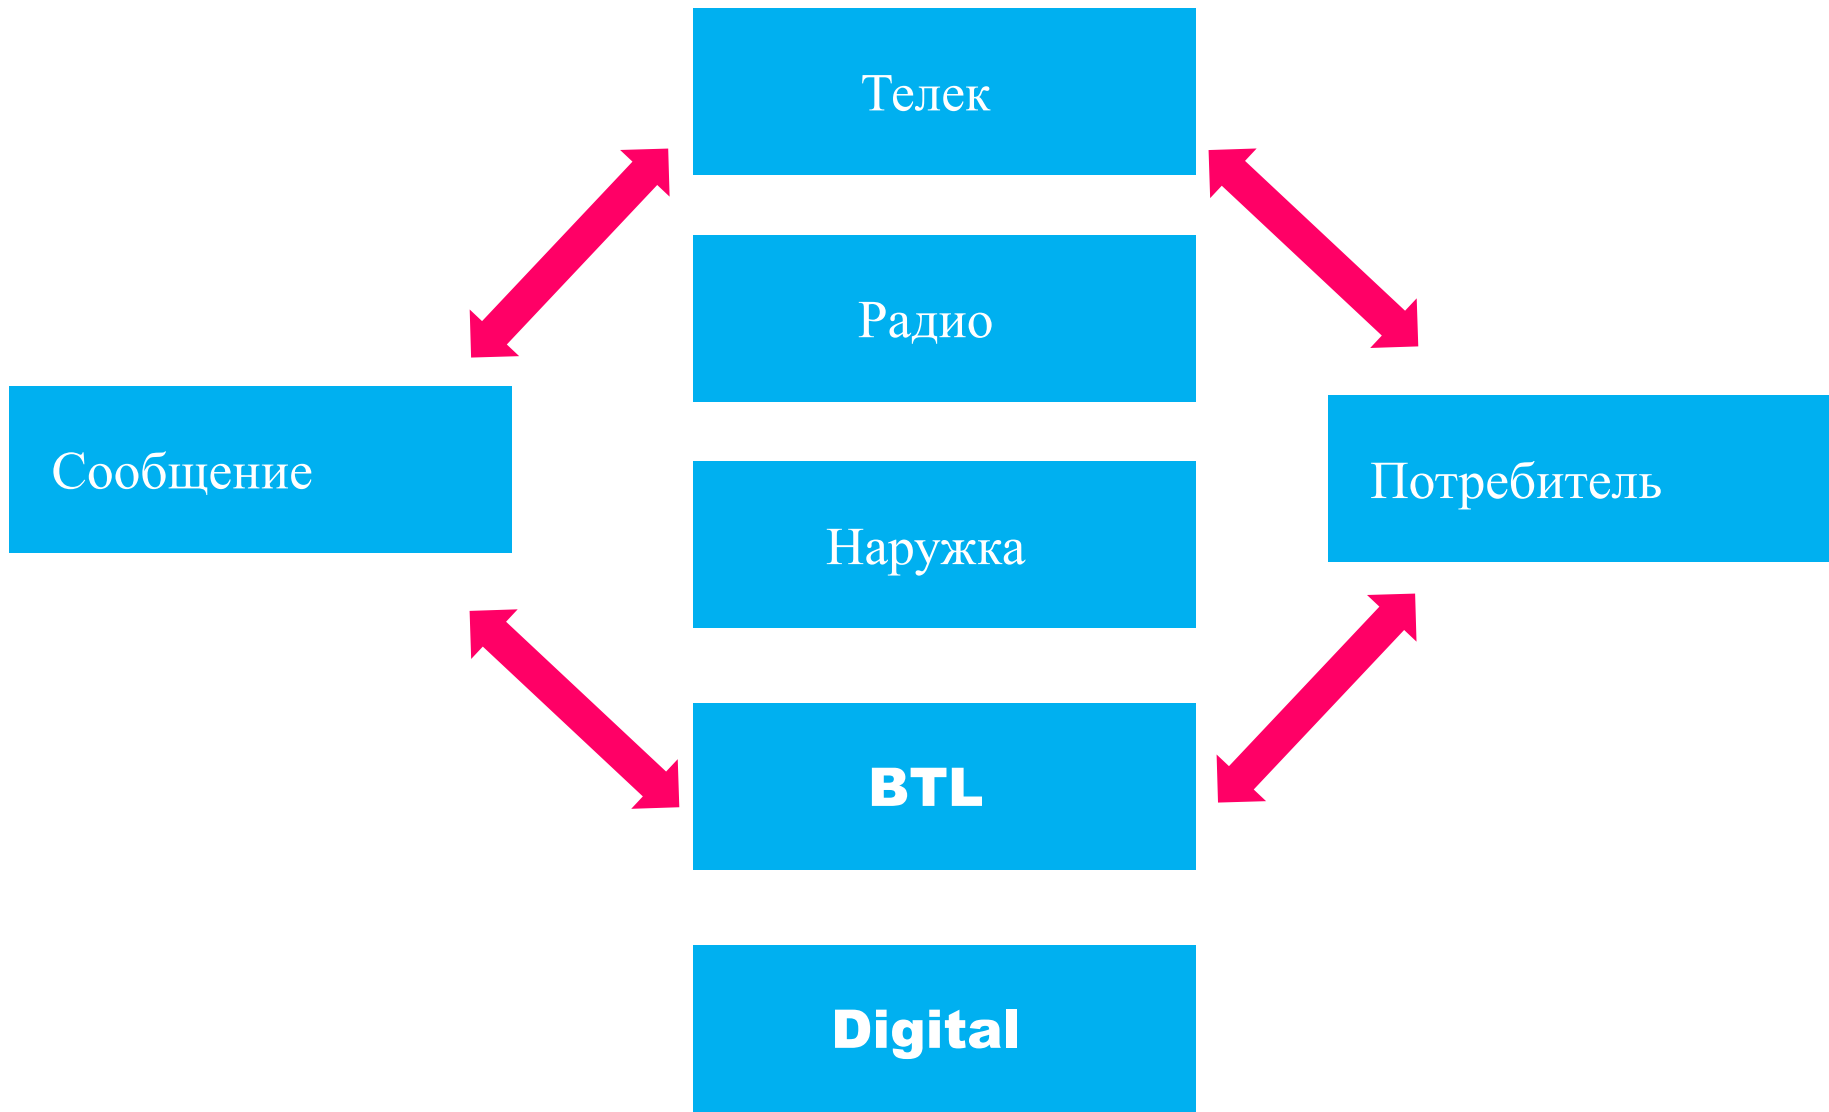 Телек
Радио
Сообщение
Потребитель
Наружка
BTL
Digital